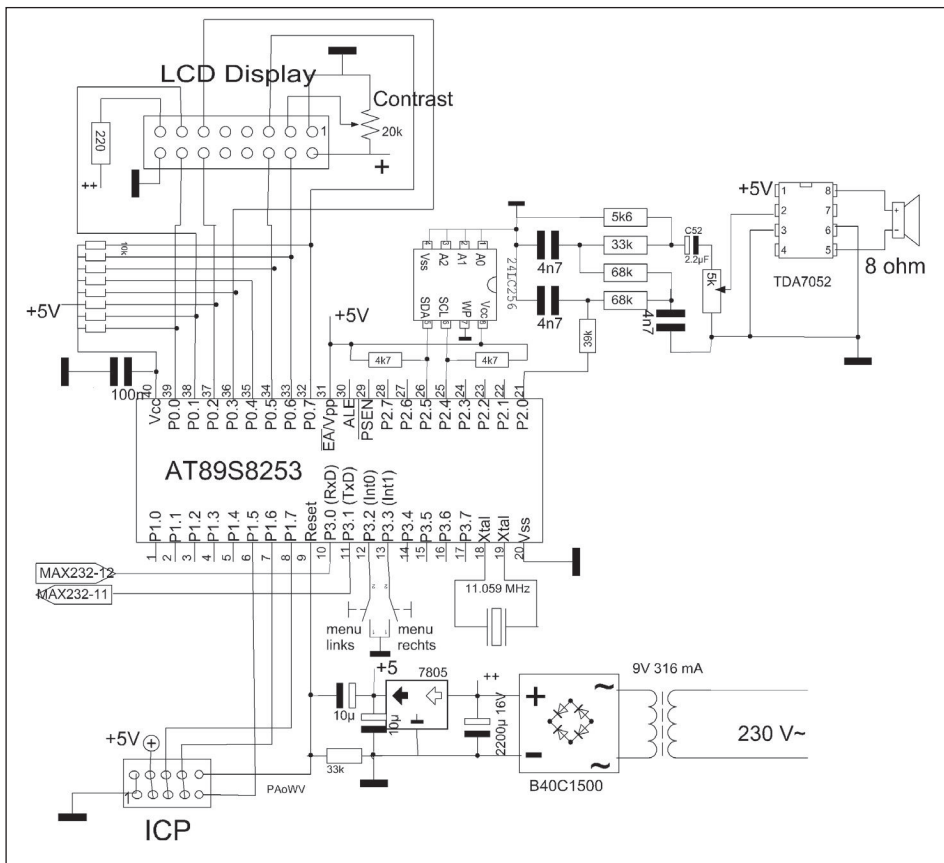 LCD Display
Contrast
1
20k
+
220
++
10k
+5V
100n
+5V
4 3 2 1
Vss A2 A1 A0
24LC256
SDA SCL WP Vcc
5 6 7 8
4k7
4k7
4n7
4n7
5k6
33k
68k
68k
39k
C52
2.2µF
5k
4n7
+5V
1 8
2 7
3 6
4 5
TDA7052
+
-
8 ohm
40 39 38 37 36 35 34 33 32 31 30 29 28 27 26 25 24 23 22 21
Vcc P0.0 P0.1 P0.2 P0.3 P0.4 P0.5 P0.6 P0.7 EA/Vpp ALE PSEN P2.7 P2.6 P2.5 P2.4 P2.3 P2.2 P2.1 P2.0
AT89S8253
P1.0 P1.1 P1.2 P1.3 P1.4 P1.5 P1.6 P1.7 Reset P3.0 (RxD) P3.1 (TxD) P3.2 (Int0) P3.3 (Int1) P3.4 P3.5 P3.6 P3.7 Xtal Xtal Vss
1 2 3 4 5 6 7 8 9 10 11 12 13 14 15 16 17 18 19 20
MAX232-12
MAX232-11
menu links
menu rechts
11.059 MHz
+5
7805
++
10µ
10µ
2200µ 16V
33k
+
-
~
~
B40C1500
9V 316 mA
230 V~
+5V
+
1
ICP
PAoWV